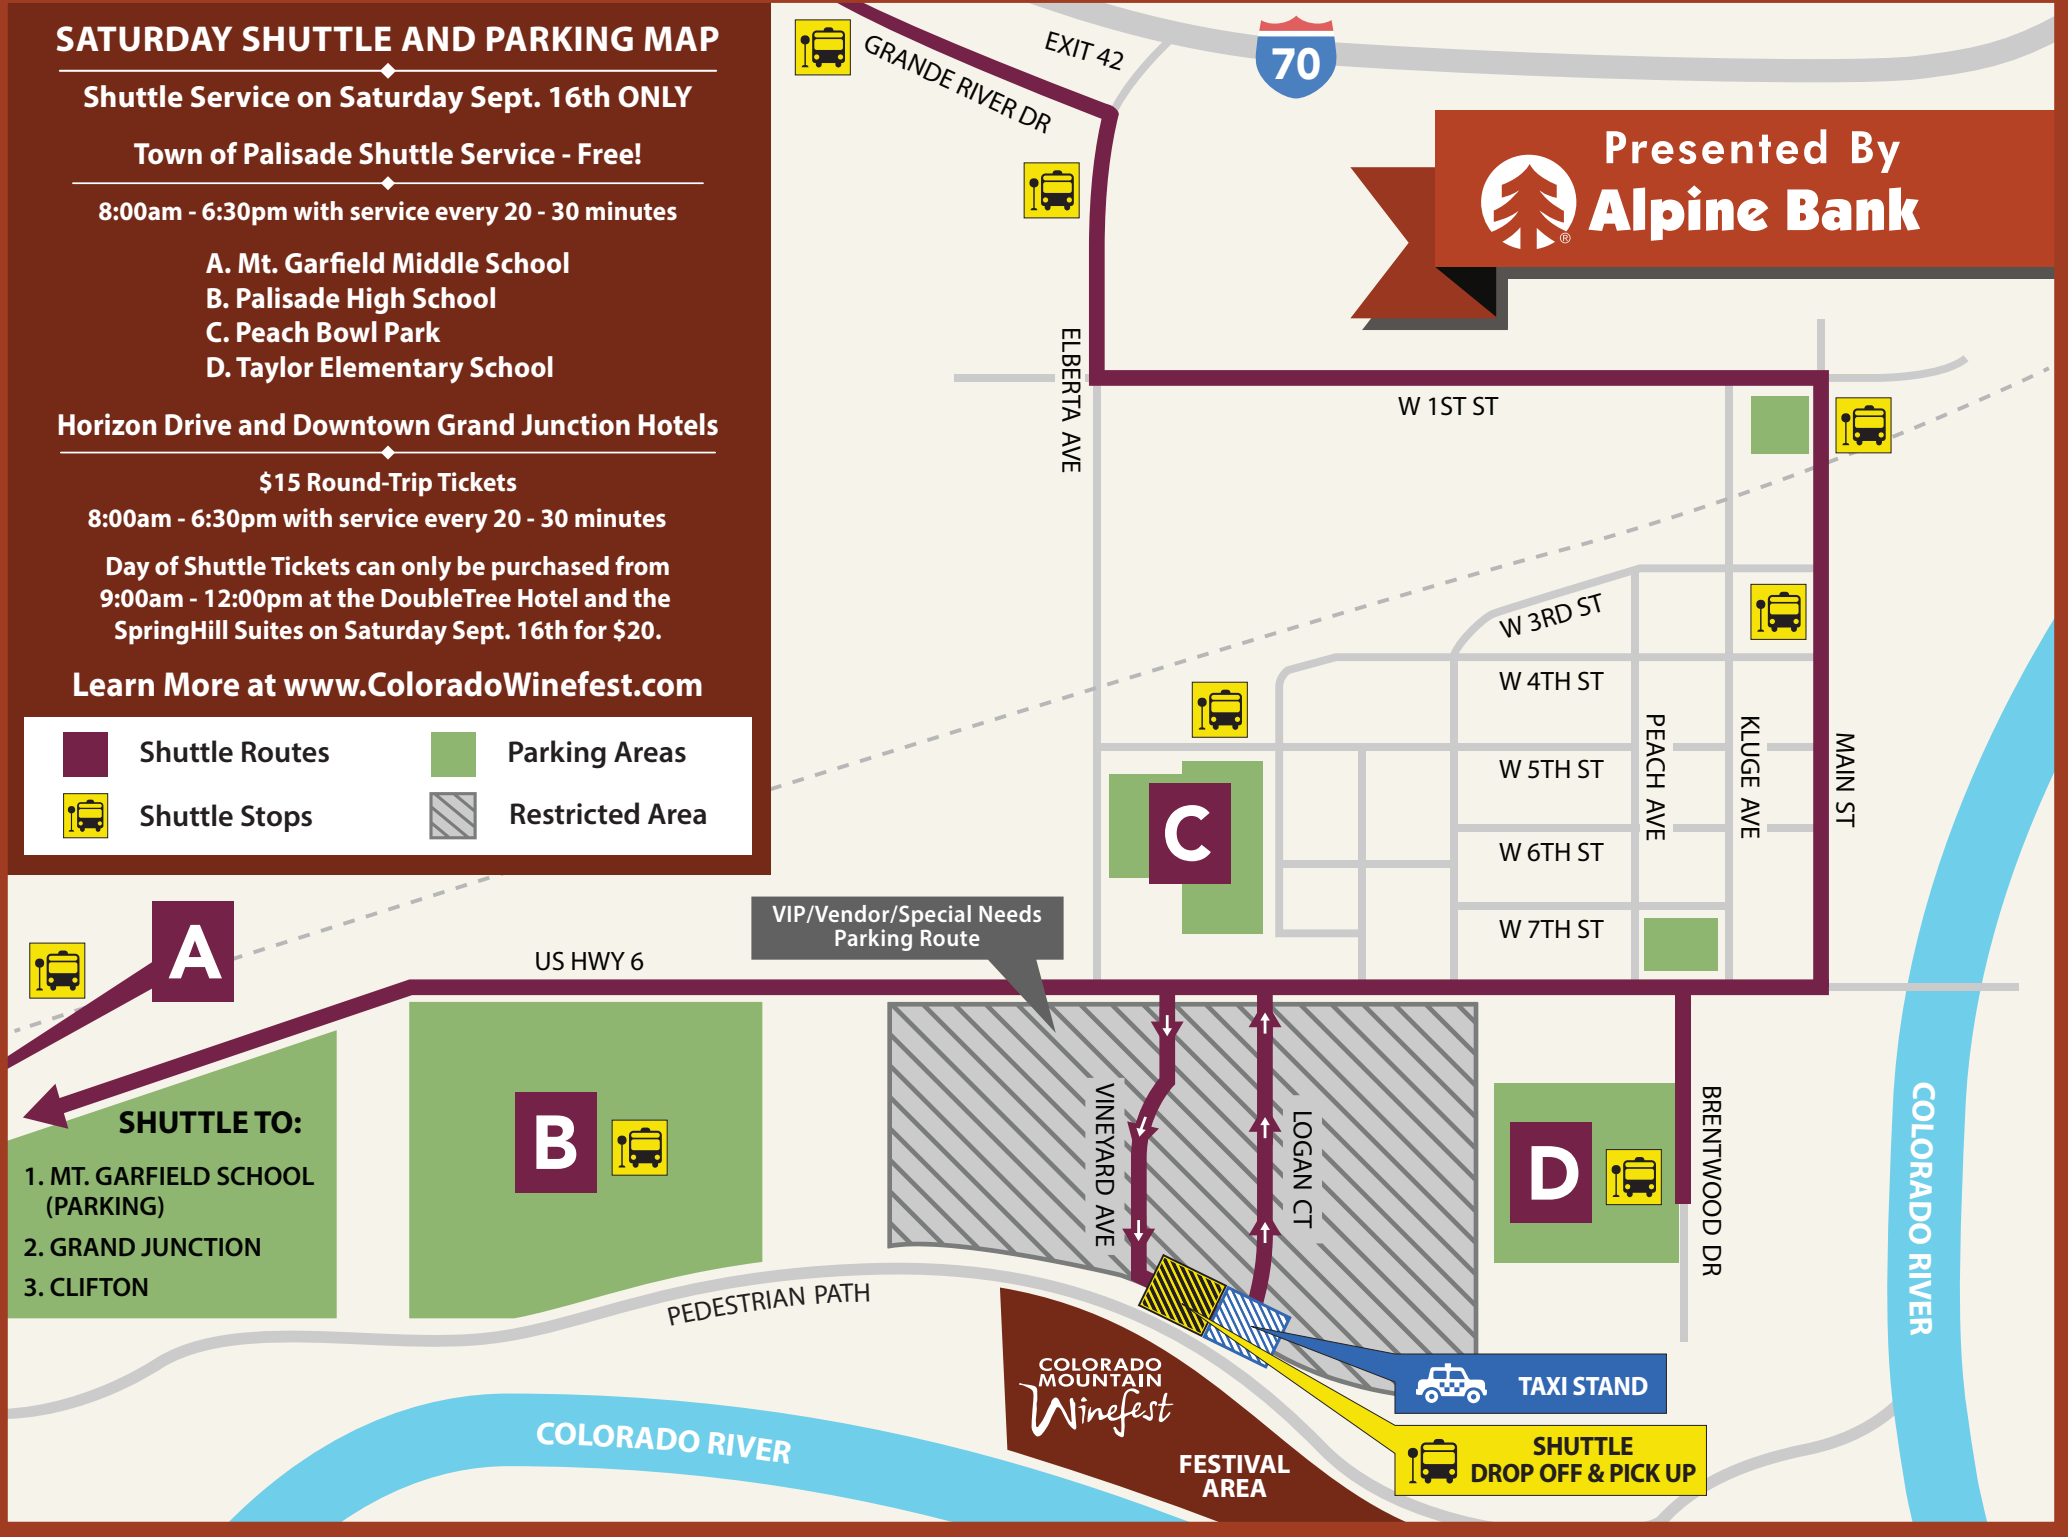 SATURDAY SHUTTLE AND PARKING MAP
Shuttle Service on Saturday Sept. 16th ONLY
Town of Palisade Shuttle Service - Free!
8:00am - 6:30pm with service every 20 - 30 minutes
A. Mt. Garfield Middle School
B. Palisade High School
C. Peach Bowl Park
D. Taylor Elementary School
Horizon Drive and Downtown Grand Junction Hotels
$15 Round-Trip Tickets
8:00am - 6:30pm with service every 20 - 30 minutes
Day of Shuttle Tickets can only be purchased from
9:00am - 12:00pm at the DoubleTree Hotel and the
SpringHill Suites on Saturday Sept. 16th for $20.
Learn More at www.ColoradoWinefest.com
Shuttle Routes
Parking Areas
Shuttle Stops
Restricted Area
GRANDE RIVER DR
EXIT 42
70
Presented By
Alpine Bank
®
ELBERTA AVE
W 1ST ST
W 3RD ST
W 4TH ST
W 5TH ST
W 6TH ST
W 7TH ST
PEACH AVE
KLUGE AVE
MAIN ST
C
VIP/Vendor/Special Needs
Parking Route
A
US HWY 6
SHUTTLE TO:
1. MT. GARFIELD SCHOOL
(PARKING)
2. GRAND JUNCTION
3. CLIFTON
B
VINEYARD AVE
LOGAN CT
D
BRENTWOOD DR
COLORADO RIVER
PEDESTRIAN PATH
COLORADO RIVER
COLORADO
MOUNTAIN
Winefest
FESTIVAL
AREA
TAXI STAND
SHUTTLE
DROP OFF & PICK UP